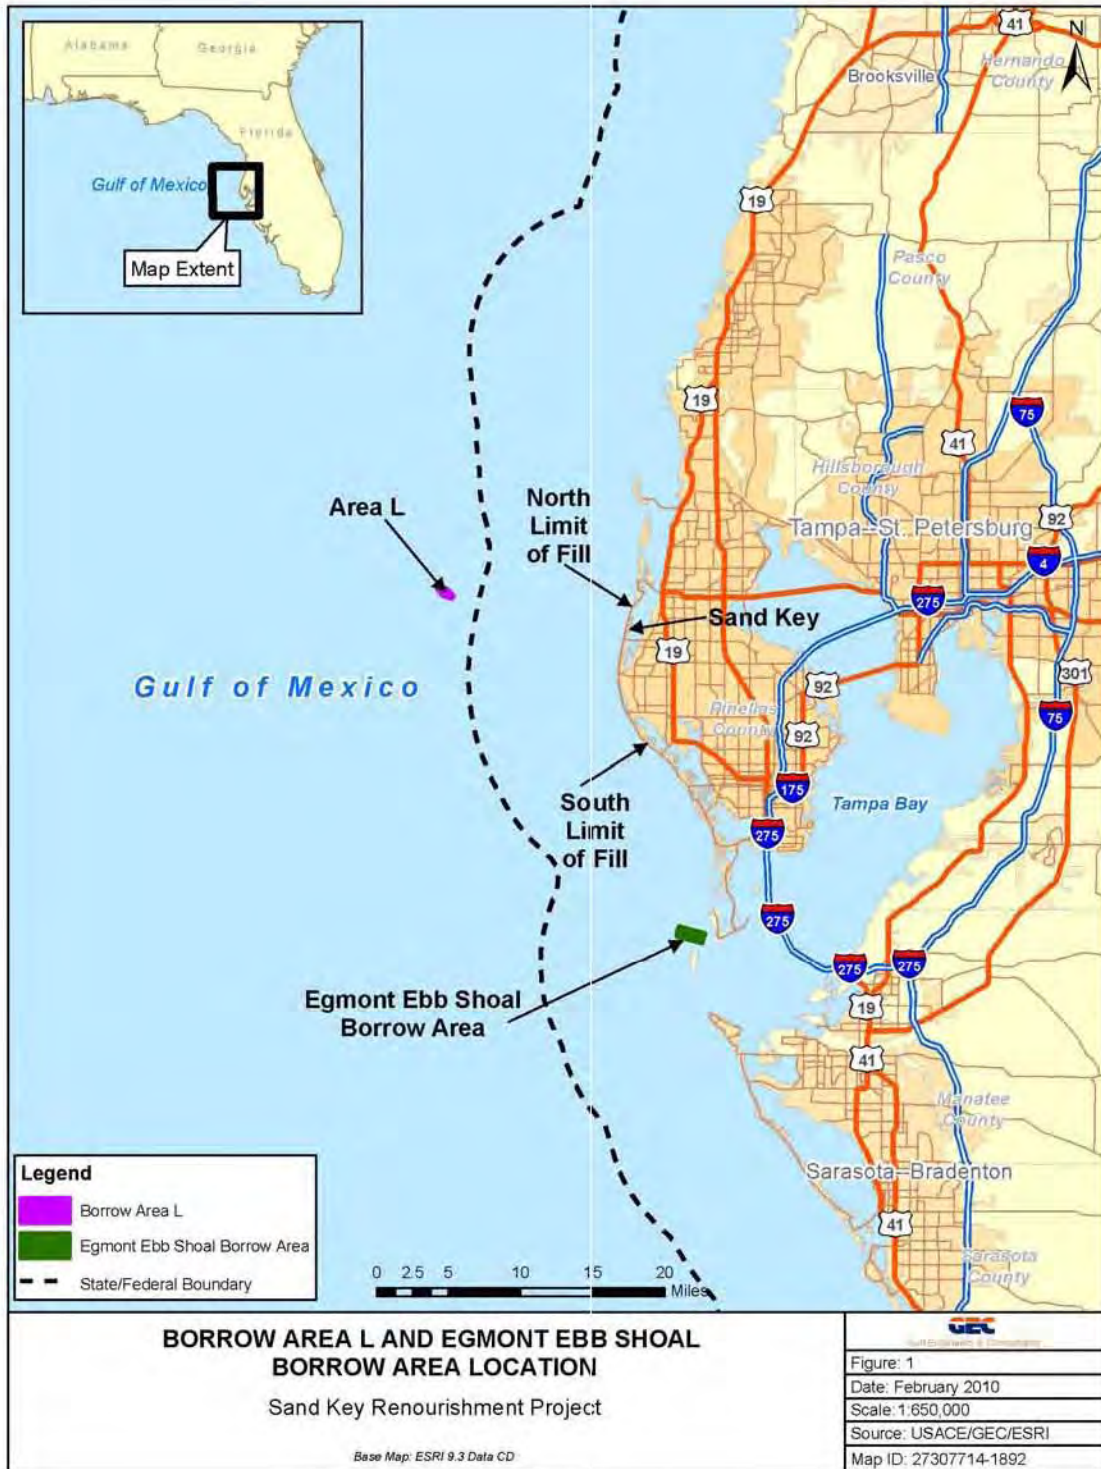 Alabama
Georgia
Florida
Gulf of Mexico
Map Extent
41
N
Hernando
County
Brooksville
19
Pasco
County
19
75
41
Hillsborough
County
92
Tampa--St. Petersburg
4
275
North
Limit
of Fill
Area L
Sand Key
19
Gulf of Mexico
301
92
75
Pinellas
County
92
175
Tampa Bay
South
Limit
of Fill
275
275
275
275
Egmont Ebb Shoal
Borrow Area
19
41
Manatee
County
Sarasota--Bradenton
41
Sarasota
County
Legend
Borrow Area L
Egmont Ebb Shoal Borrow Area
State/Federal Boundary
0 2.5 5 10 15 20
Miles
BORROW AREA L AND EGMONT EBB SHOAL
BORROW AREA LOCATION
Sand Key Renourishment Project
Base Map: ESRI 9.3 Data CD
GEC
Figure: 1
Date: February 2010
Scale: 1:650,000
Source: USACE/GEC/ESRI
Map ID: 27307714-1892